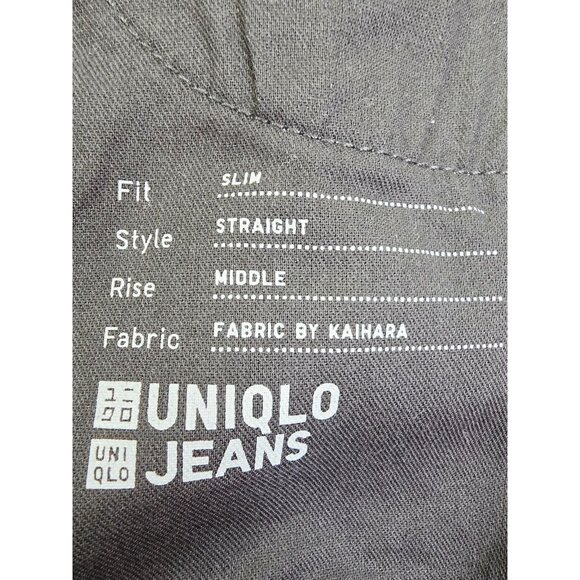 Fit SLIM
Style STRAIGHT
Rise MIDDLE
Fabric FABRIC BY KAIHARA
ユニクロ UNIQLO
UNI QLO JEANS